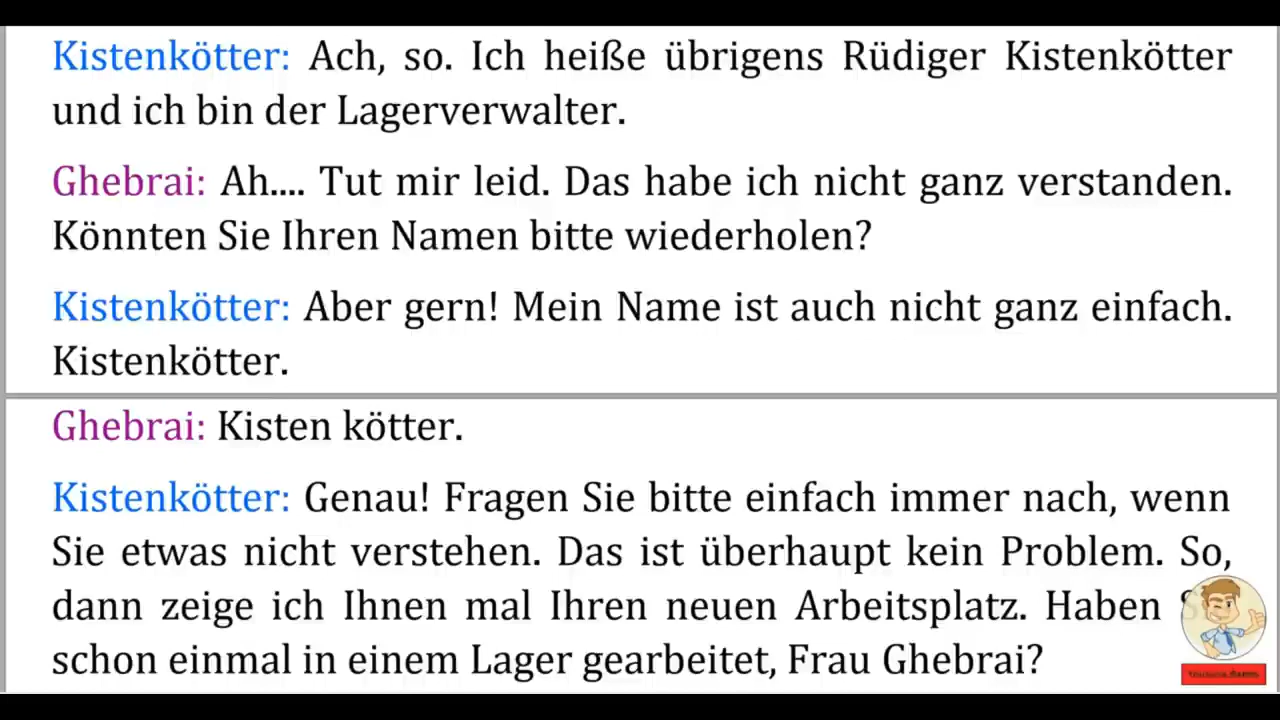 Kistenkötter: Ach, so. Ich heiße übrigens Rüdiger Kistenkötter
und ich bin der Lagerverwalter.
Ghebrai: Ah.... Tut mir leid. Das habe ich nicht ganz verstanden.
Könnten Sie Ihren Namen bitte wiederholen?
Kistenkötter: Aber gern! Mein Name ist auch nicht ganz einfach.
Kistenkötter.
Ghebrai: Kisten kötter.
Kistenkötter: Genau! Fragen Sie bitte einfach immer nach, wenn
Sie etwas nicht verstehen. Das ist überhaupt kein Problem. So,
dann zeige ich Ihnen mal Ihren neuen Arbeitsplatz. Haben
schon einmal in einem Lager gearbeitet, Frau Ghebrai?